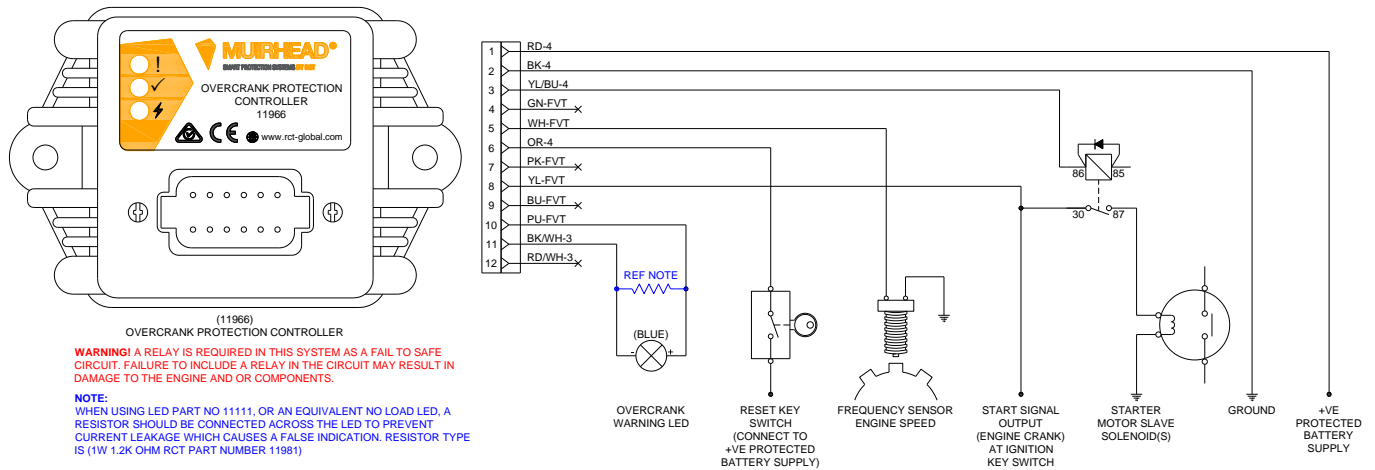 !
MUIRHEAD®
SMART PROTECTION SYSTEMS BY RCT
OVERCRANK PROTECTION
CONTROLLER
11966
CE
www.rct-global.com
(11966)
OVERCRANK PROTECTION CONTROLLER
WARNING! A RELAY IS REQUIRED IN THIS SYSTEM AS A FAIL TO SAFE
CIRCUIT. FAILURE TO INCLUDE A RELAY IN THE CIRCUIT MAY RESULT IN
DAMAGE TO THE ENGINE AND OR COMPONENTS.
NOTE:
WHEN USING LED PART NO 11111, OR AN EQUIVALENT NO LOAD LED, A
RESISTOR SHOULD BE CONNECTED ACROSS THE LED TO PREVENT
CURRENT LEAKAGE WHICH CAUSES A FALSE INDICATION. RESISTOR TYPE
IS (1W 1.2K OHM RCT PART NUMBER 11981)
1 RD-4
2 BK-4
3 YL/BU-4
4 GN-FVT
5 WH-FVT
6 OR-4
7 PK-FVT
8 YL-FVT
9 BU-FVT
10 PU-FVT
11 BK/WH-3
12 RD/WH-3
REF NOTE
(BLUE)
- +
86 85
30 87
OVERCRANK
WARNING LED
RESET KEY
SWITCH
(CONNECT TO
+VE PROTECTED
BATTERY SUPPLY)
FREQUENCY SENSOR
ENGINE SPEED
START SIGNAL
OUTPUT
(ENGINE CRANK)
AT IGNITION
KEY SWITCH
STARTER
MOTOR SLAVE
SOLENOID(S)
GROUND
+VE
PROTECTED
BATTERY
SUPPLY